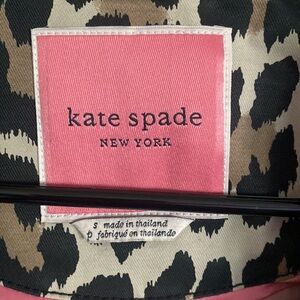 kate spade
NEW YORK
s made in thailand
p fabriqué en thaïlande